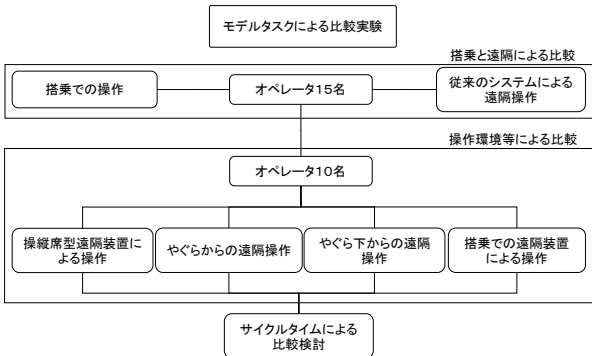 モデルタスクによる比較実験
搭乗と遠隔による比較
搭乗での操作
オペレータ15名
従来のシステムによる
遠隔操作
操作環境等による比較
オペレータ10名
操縦席型遠隔装置に
よる操作
やぐらからの遠隔操作
やぐら下からの遠隔
操作
搭乗での遠隔装置
による操作
サイクルタイムによる
比較検討